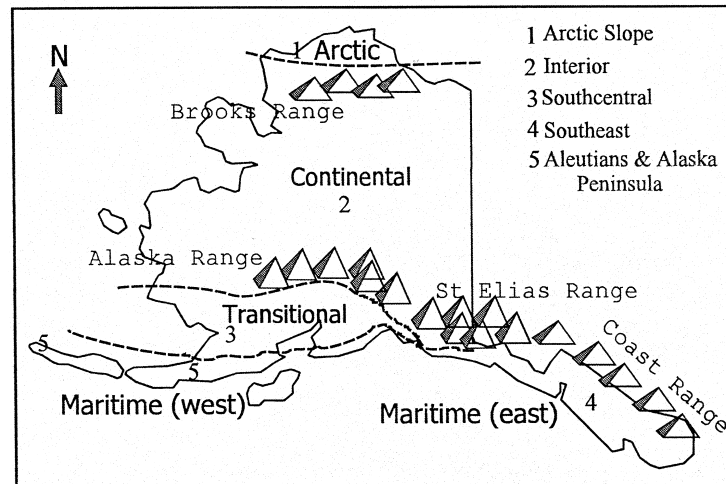 N
1 Arctic
Brooks Range
Continental
2
Alaska Range
St Elias Range
Transitional
3
Coast Range
5
5
Maritime (west)
Maritime (east)
4
1 Arctic Slope
2 Interior
3 Southcentral
4 Southeast
5 Aleutians & Alaska
Peninsula